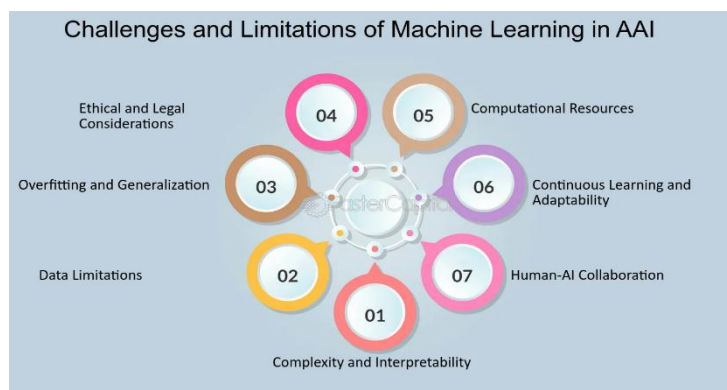 Challenges and Limitations of Machine Learning in AAI
Ethical and Legal
Considerations
04
05
Computational Resources
Overfitting and Generalization
03
06
Continuous Learning and
Adaptability
Data Limitations
02
07
Human-AI Collaboration
01
Complexity and Interpretability